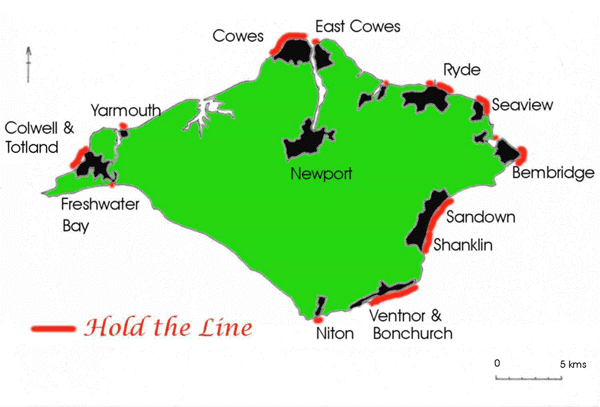 East Cowes
Cowes
Ryde
Seaview
Yarmouth
Colwell &
Totland
Newport
Bembridge
Freshwater
Bay
Sandown
Shanklin
Hold the Line
Ventnor &
Bonchurch
Niton
0 5 kms